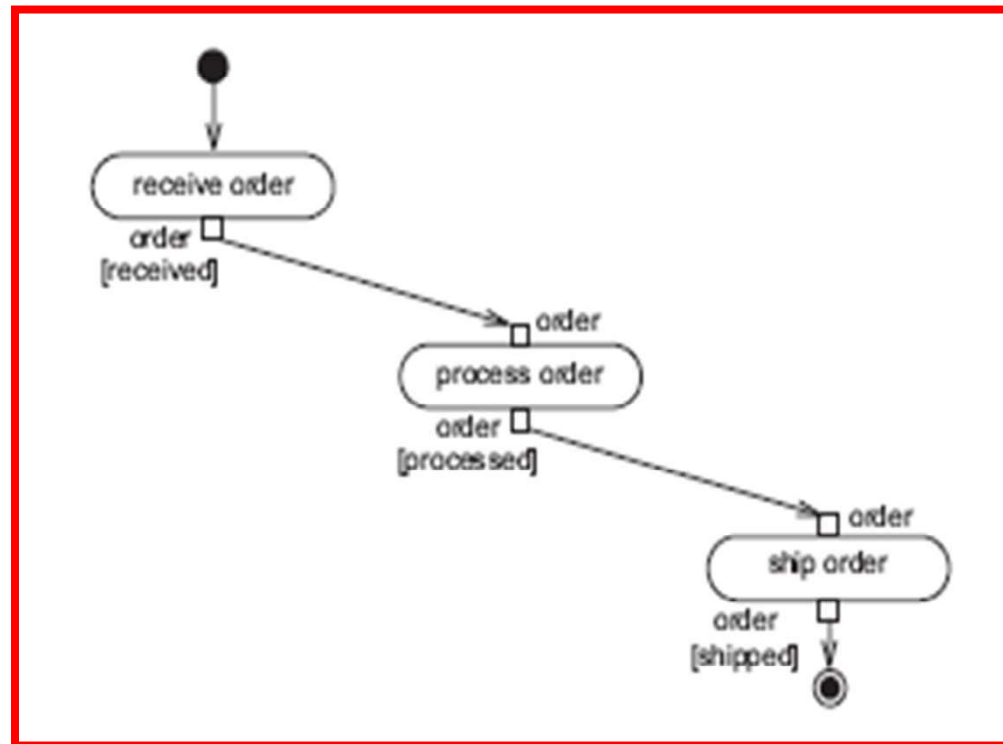 receive order
order
[received]
order
process order
order
[processed]
order
ship order
order
[shipped]